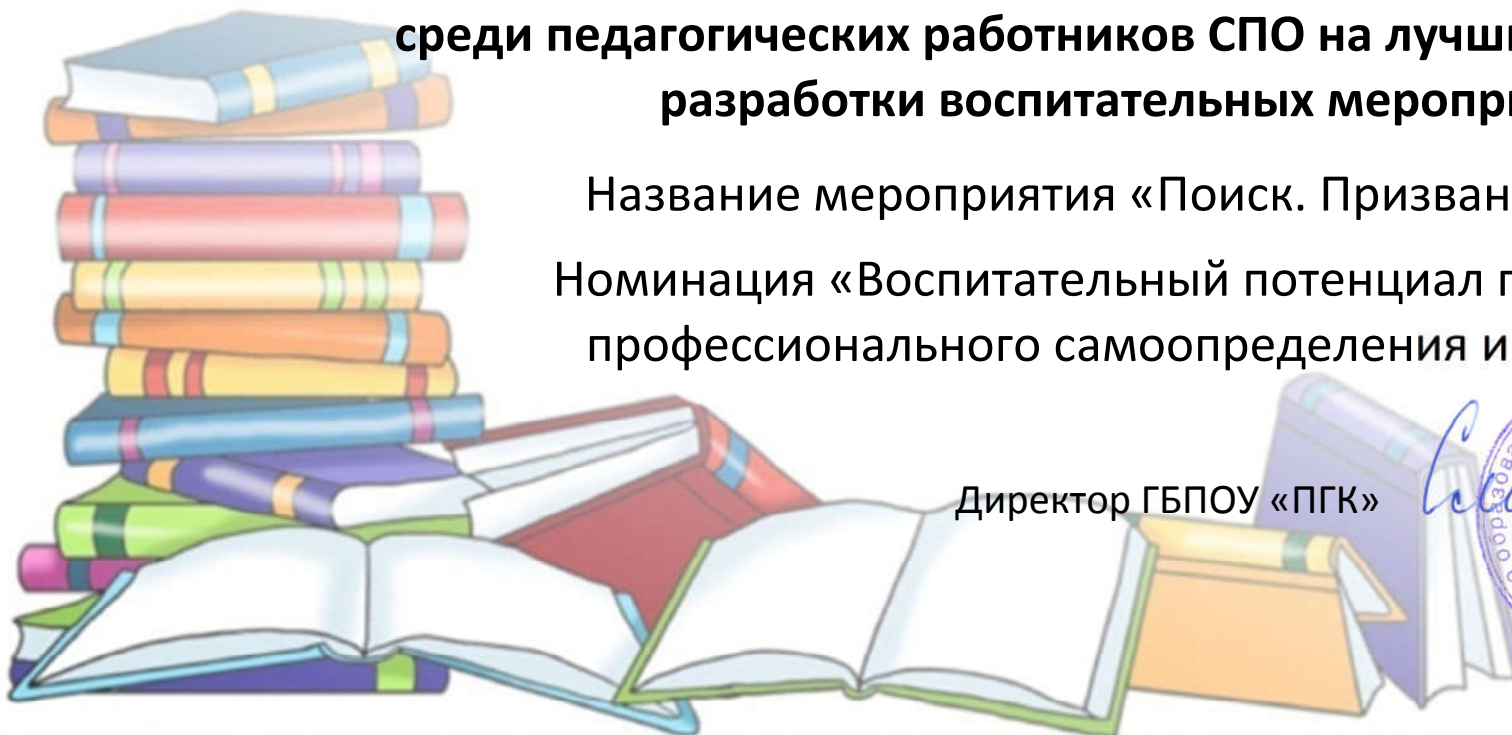 среди педагогических работников СПО на лучши
разработки воспитательных меропр
Название мероприятия «Поиск. Призван
Номинация «Воспитательный потенциал п
профессионального самоопределения и
Директор ГБПОУ «ПГК»